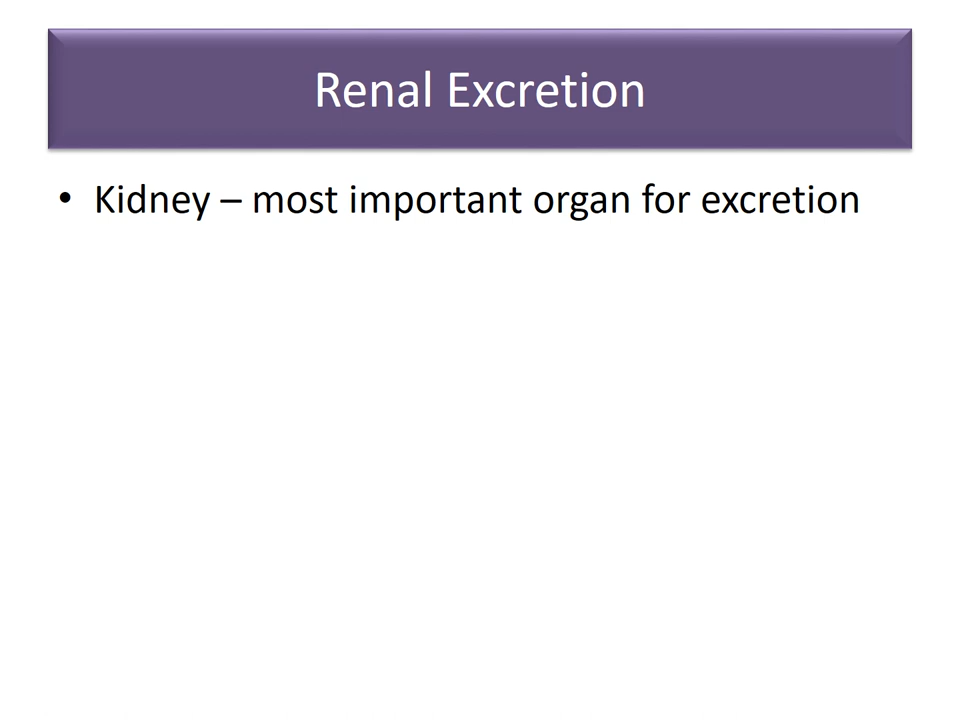 Renal Excretion
• Kidney – most important organ for excretion